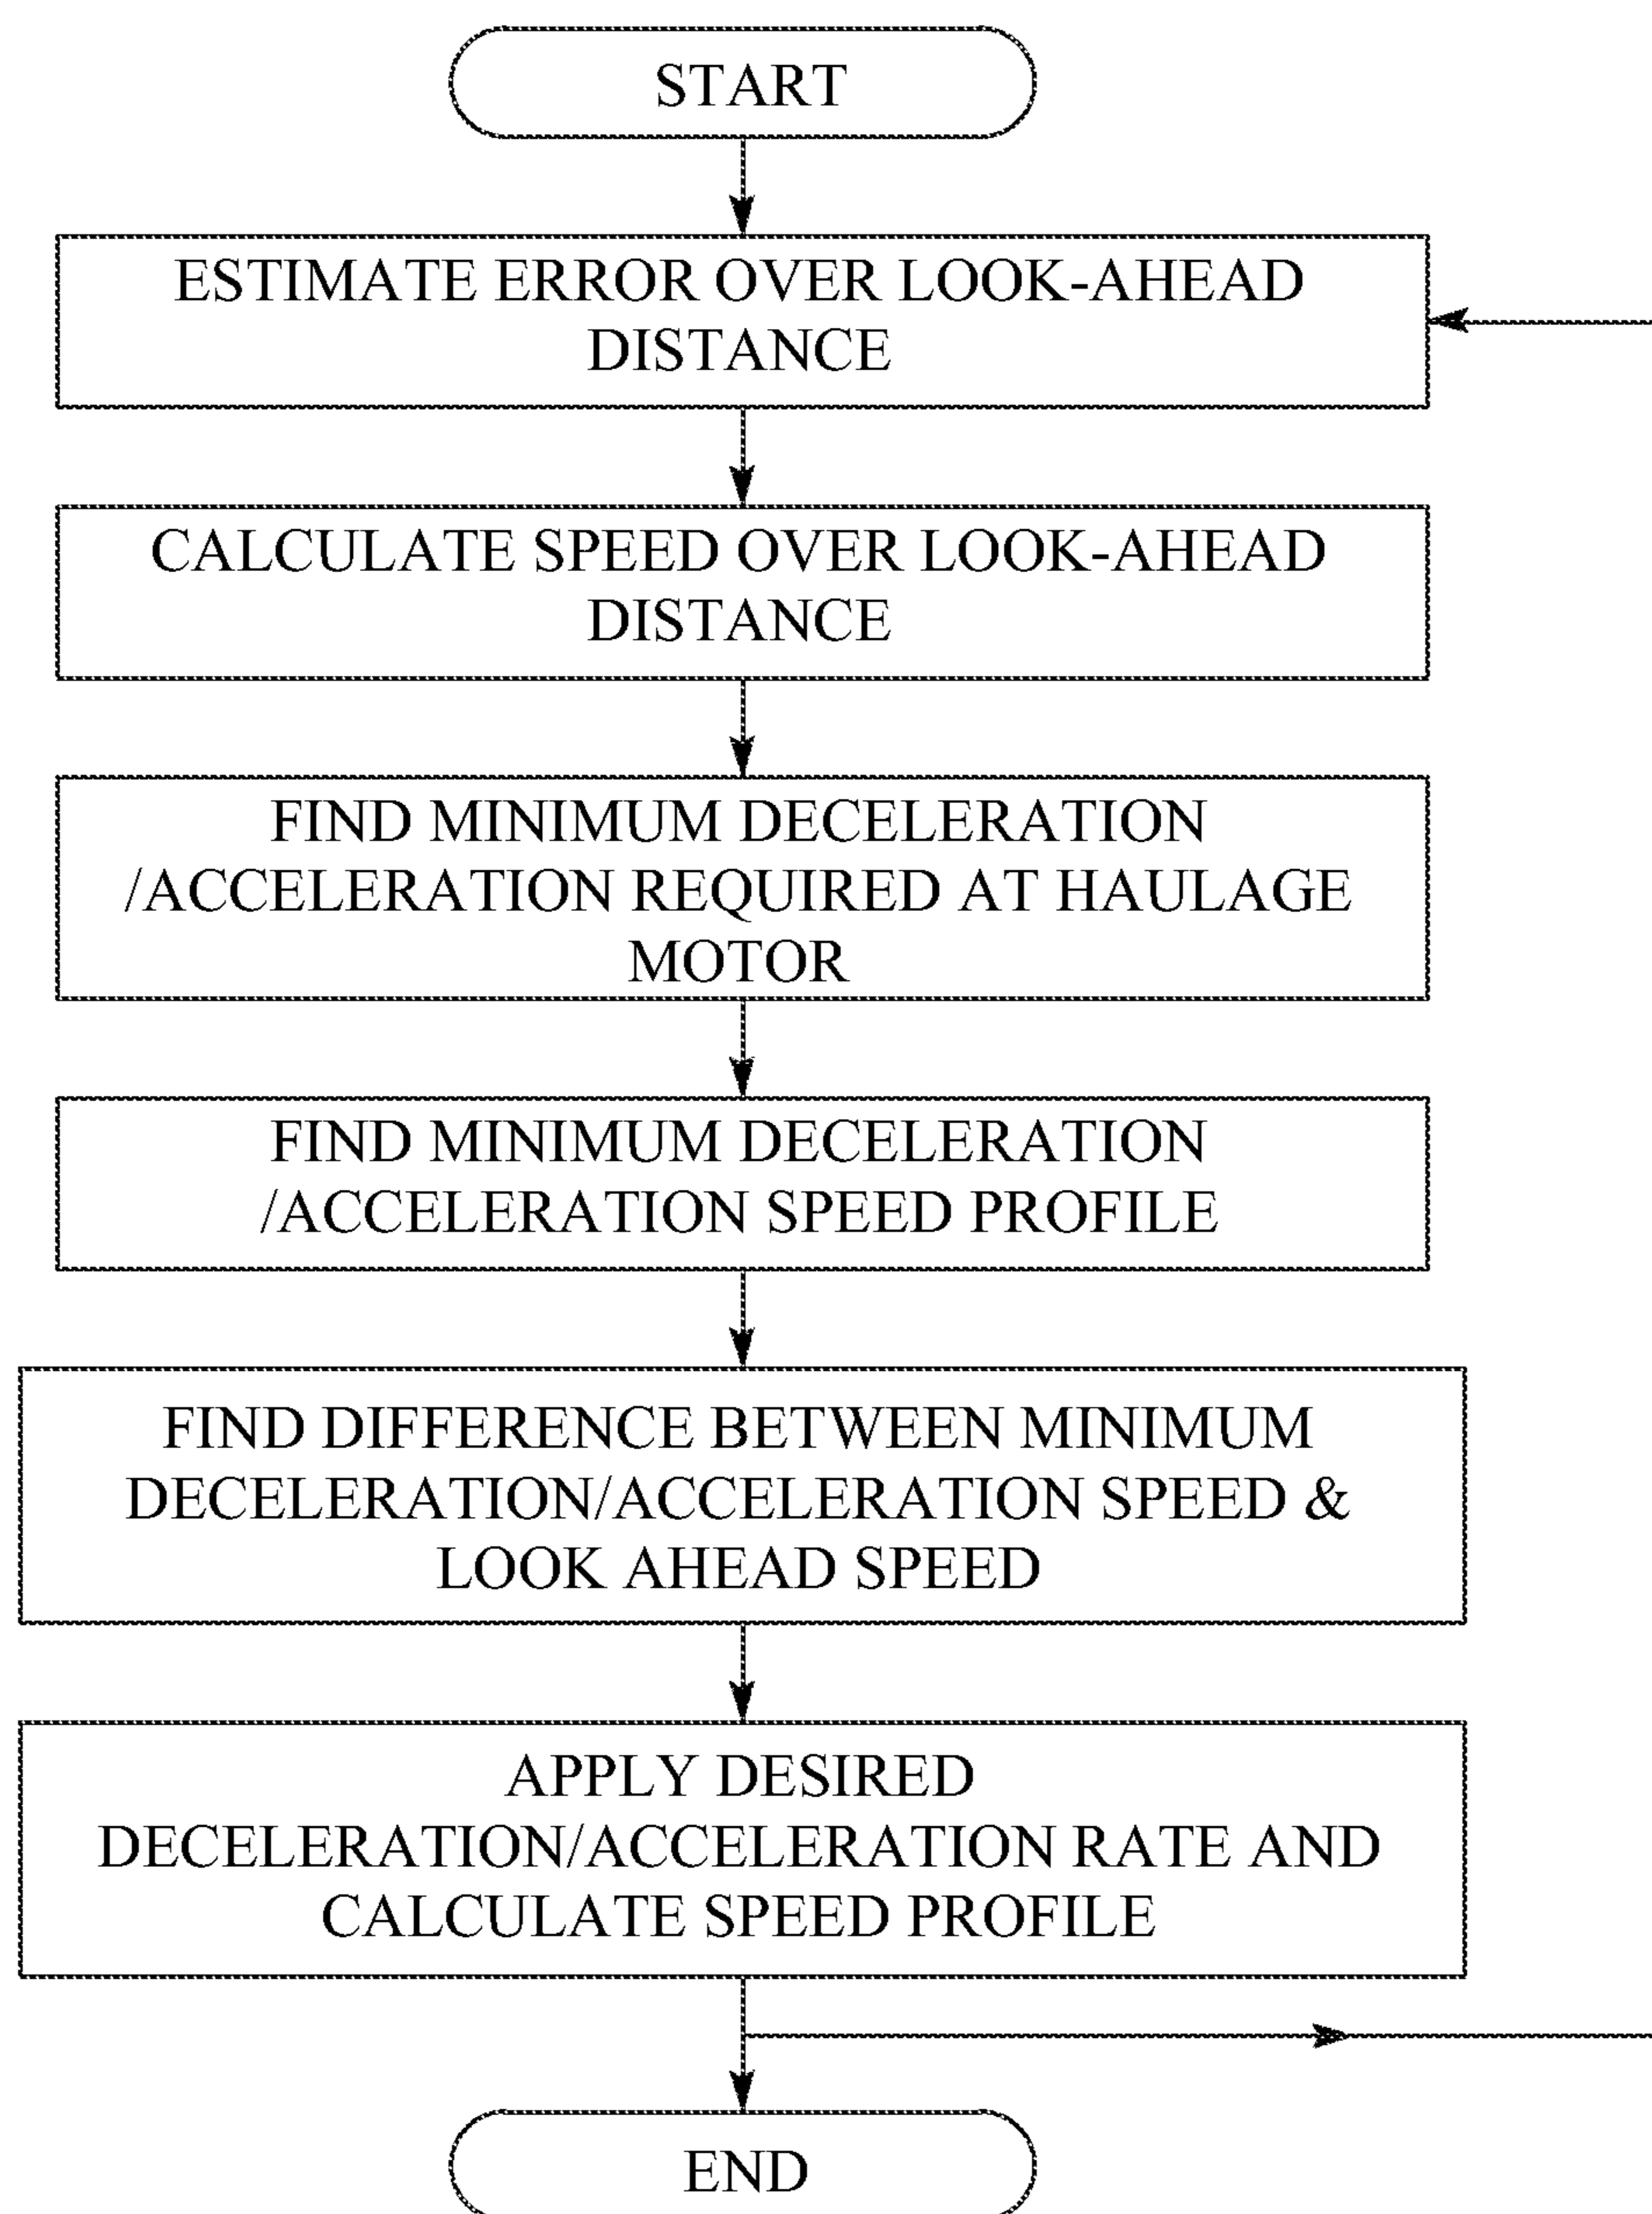 START
ESTIMATE ERROR OVER LOOK-AHEAD
DISTANCE
CALCULATE SPEED OVER LOOK-AHEAD
DISTANCE
FIND MINIMUM DECELERATION
/ACCELERATION REQUIRED AT HAULAGE
MOTOR
FIND MINIMUM DECELERATION
/ACCELERATION SPEED PROFILE
FIND DIFFERENCE BETWEEN MINIMUM
DECELERATION/ACCELERATION SPEED &
LOOK AHEAD SPEED
APPLY DESIRED
DECELERATION/ACCELERATION RATE AND
CALCULATE SPEED PROFILE
END